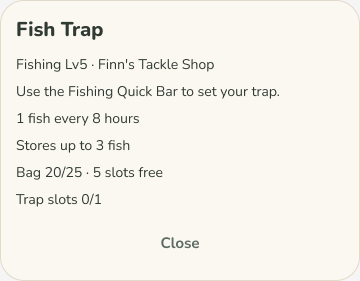 Fish Trap
Fishing Lv5 · Finn's Tackle Shop
Use the Fishing Quick Bar to set your trap.
1 fish every 8 hours
Stores up to 3 fish
Bag 20/25 · 5 slots free
Trap slots 0/1
Close